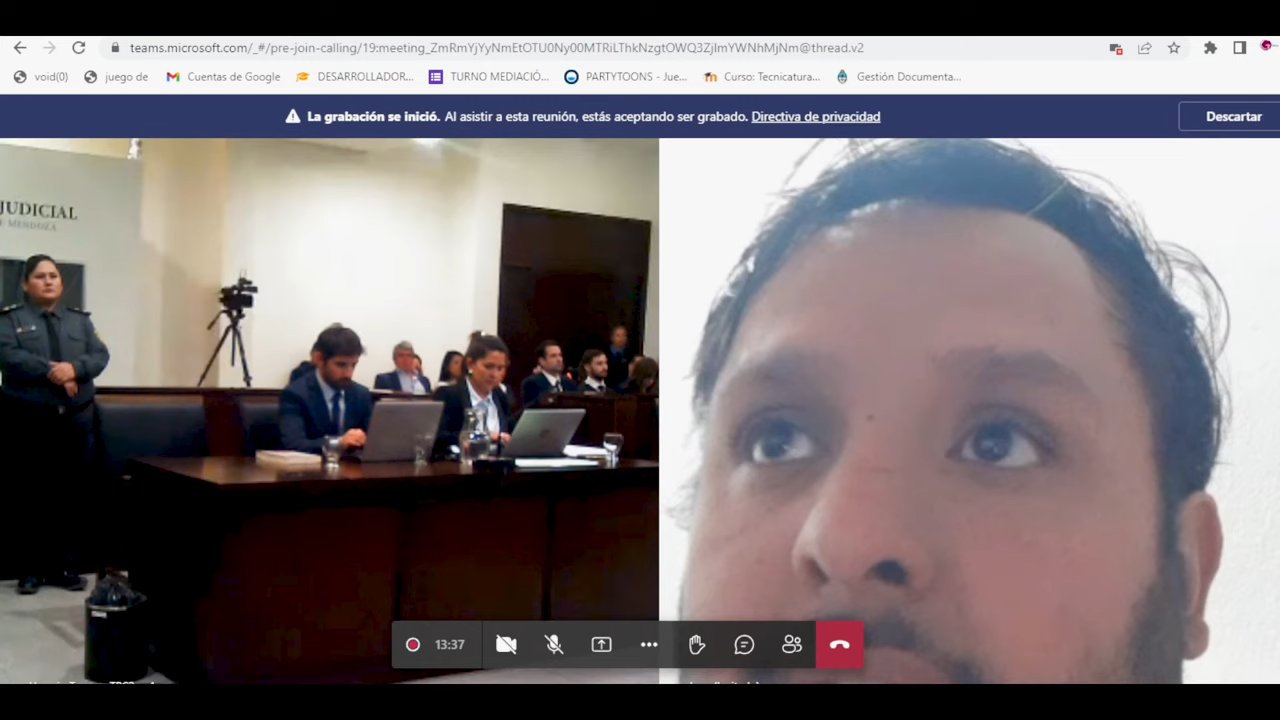 teams.microsoft.com/_#/pre-join-calling/19:meeting_ZmRmYjYyNmEtOTU0Ny00MTRiLThkNzgtOWQ3ZjlmYWNhMjNm@thread.v2
void(0) juego de Cuentas de Google DESARROLLADOR... TURNO MEDIACIÓ... PARTYTOONS - Jue... Curso: Tecnicatura... Gestión Documenta...
La grabación se inició. Al asistir a esta reunión, estás aceptando ser grabado. Directiva de privacidad Descartar
JUDICIAL
MENDOZA
13:37